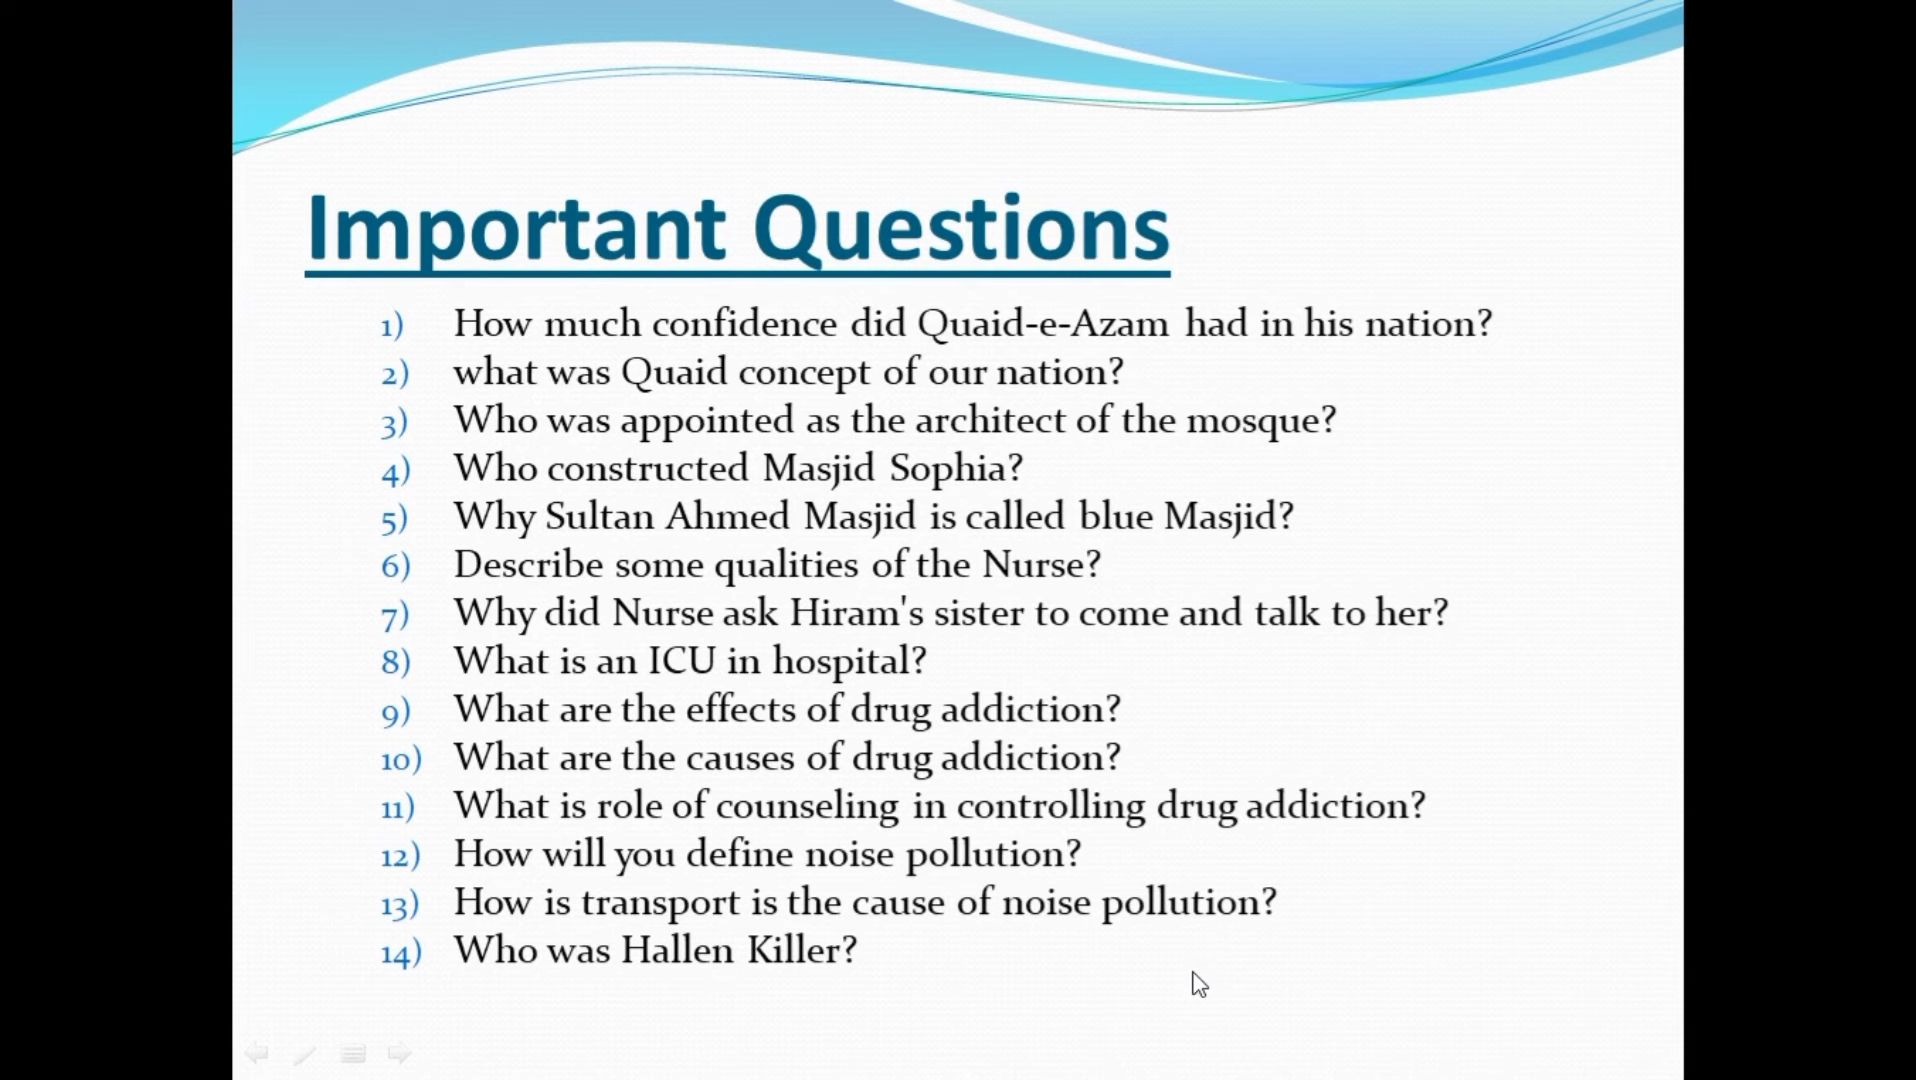 Important Questions
1) How much confidence did Quaid-e-Azam had in his nation?
2) what was Quaid concept of our nation?
3) Who was appointed as the architect of the mosque?
4) Who constructed Masjid Sophia?
5) Why Sultan Ahmed Masjid is called blue Masjid?
6) Describe some qualities of the Nurse?
7) Why did Nurse ask Hiram's sister to come and talk to her?
8) What is an ICU in hospital?
9) What are the effects of drug addiction?
10) What are the causes of drug addiction?
11) What is role of counseling in controlling drug addiction?
12) How will you define noise pollution?
13) How is transport is the cause of noise pollution?
14) Who was Hallen Killer?